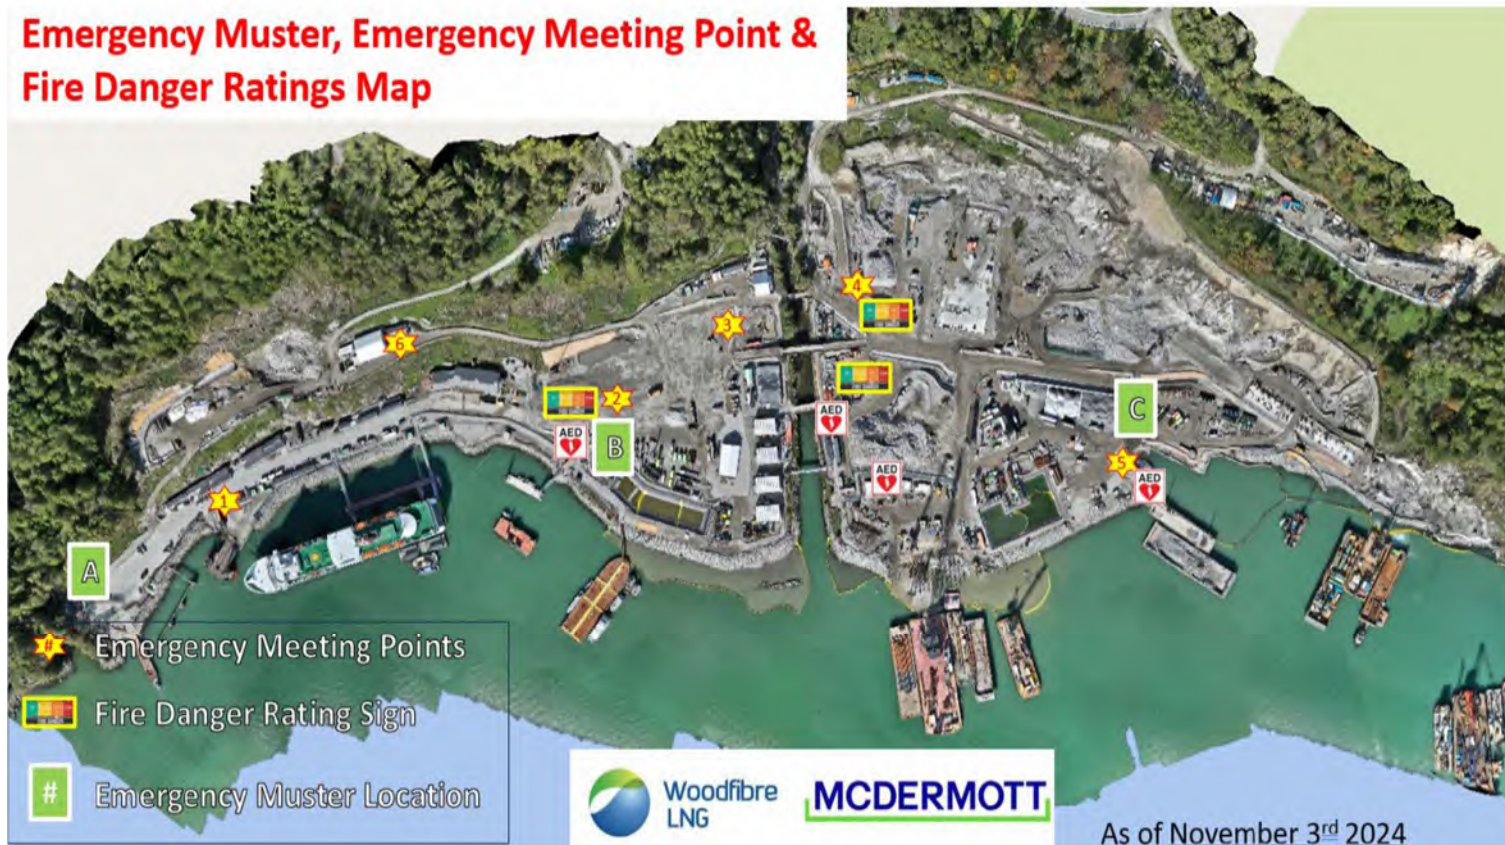 Emergency Muster, Emergency Meeting Point &
Fire Danger Ratings Map
4
3
6
2
AED
B
AED
AED
C
5
AED
1
A
# Emergency Meeting Points
Fire Danger Rating Sign
# Emergency Muster Location
Woodfibre
LNG
MCDERMOTT
As of November 3rd 2024